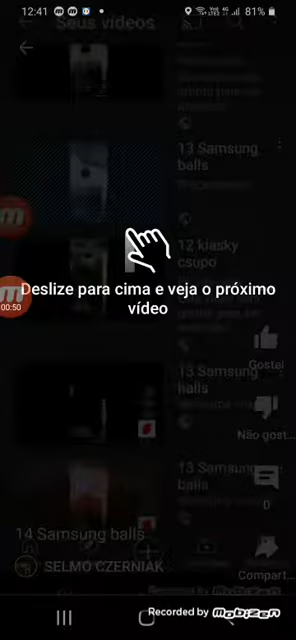 12:41
81%
Seus vídeos
13 Samsung
balls
12 kiasky
csupo
00:50
Deslize para cima e veja o próximo
vídeo
Gostei
13 Samsung
balls
Não gost...
13 Samsung
balls
0
14 Samsung balls
SELMO CZERNIAK
Compart...
Recorded by Mobizen